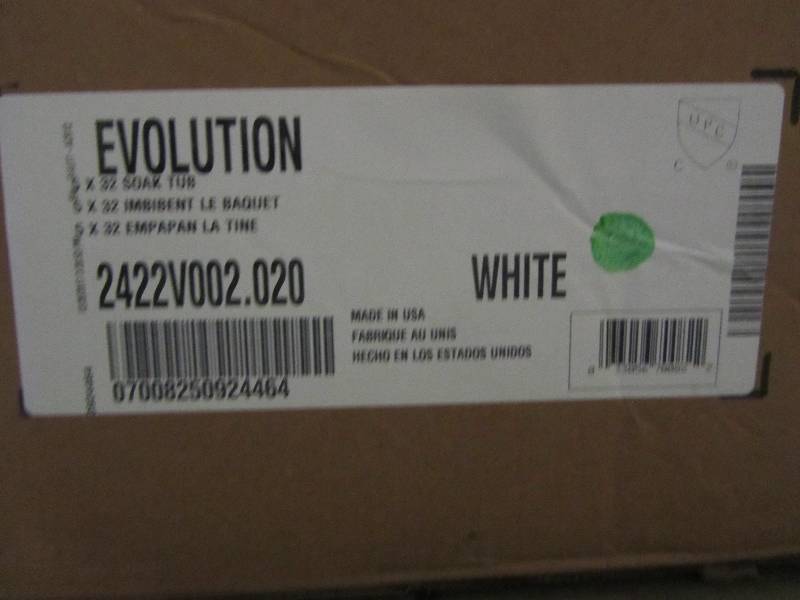 EVOLUTION
X 32 SOAK TUB
X 32 IMBIBENT LE BAQUET
X 32 EMPAPAN LA TINE
2422V002.020
WHITE
MADE IN USA
FABRIQUE AU UNIS
HECHO EN LOS ESTADOS UNIDOS
07008250924464
UPC
C